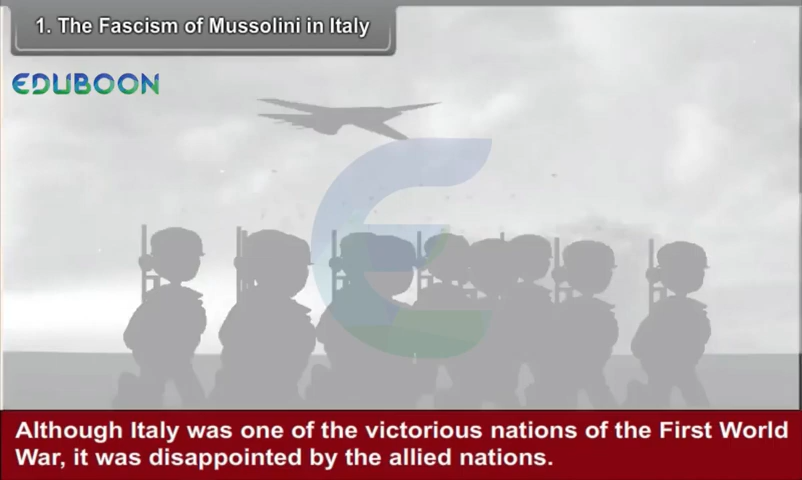 1. The Fascism of Mussolini in Italy
EDUBOON
Although Italy was one of the victorious nations of the First World
War, it was disappointed by the allied nations.